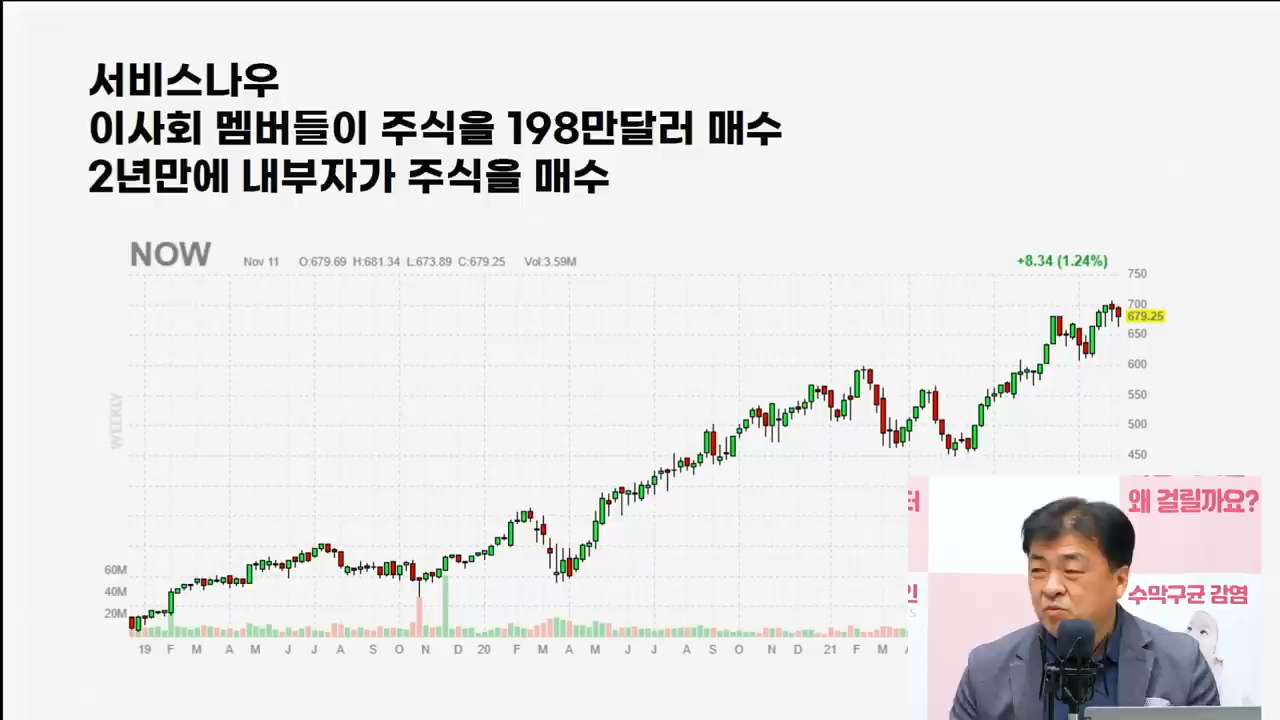 서비스나우
이사회 멤버들이 주식을 198만달러 매수
2년만에 내부자가 주식을 매수
NOW Nov 11 O:679.69 H:681.34 L:673.89 C:679.25 Vol:3.59M +8.34 (1.24%)
750
700
679.25
650
600
550
500
450
WEEKLY
60M
40M
20M
19 F M A M J J A S O N D 20 F M A M J J A S O N D 21 F M A
왜 걸릴까요?
수막구균 감염